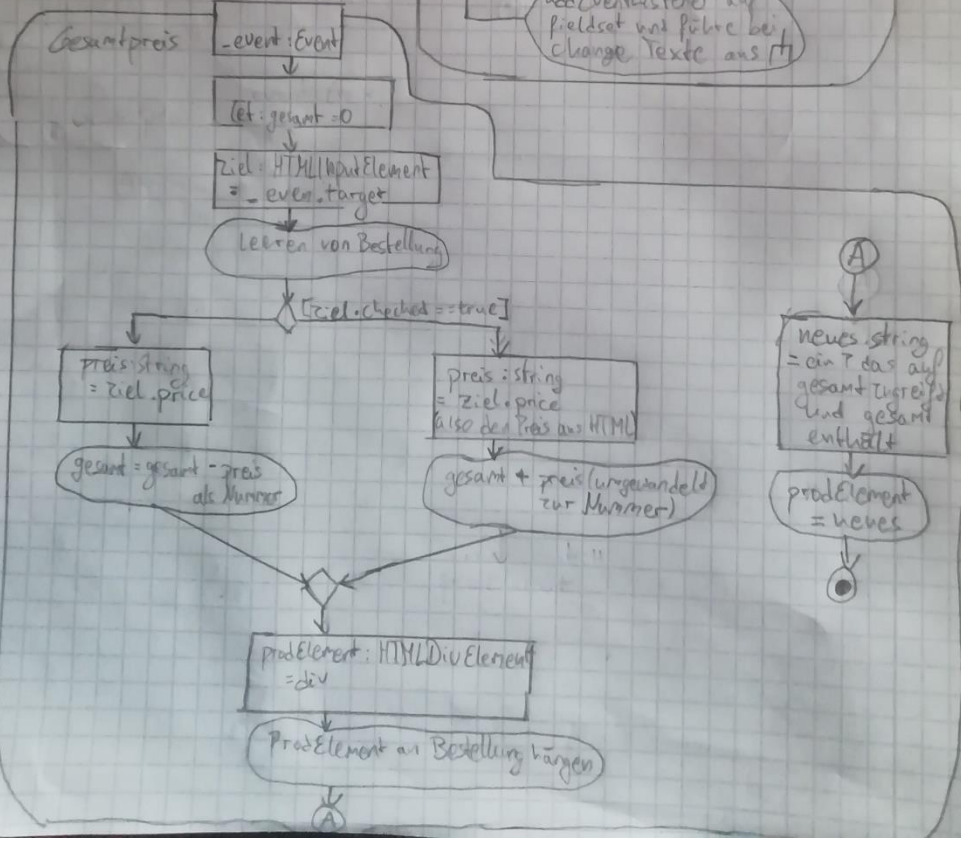 fieldset und führe bei
change Texte aus
Gesamtpreis
_event: Event
let: gesamt = 0
ziel: HTMLInputElement
= _even.target
Leeren von Bestellung
[ziel.checked == true]
preis: string
= ziel.price
gesamt = gesamt - preis
als Nummer
preis: string
= ziel.price
also den Preis aus HTML
gesamt + preis (umgewandelt
zur Nummer)
prodElement: HTMLDivElement
= div
ProdElement an Bestellung hängen
A
A
neues: string
= ein ? das auf
gesamt zugreift
und gesamt
enthält
prodElement
= neues